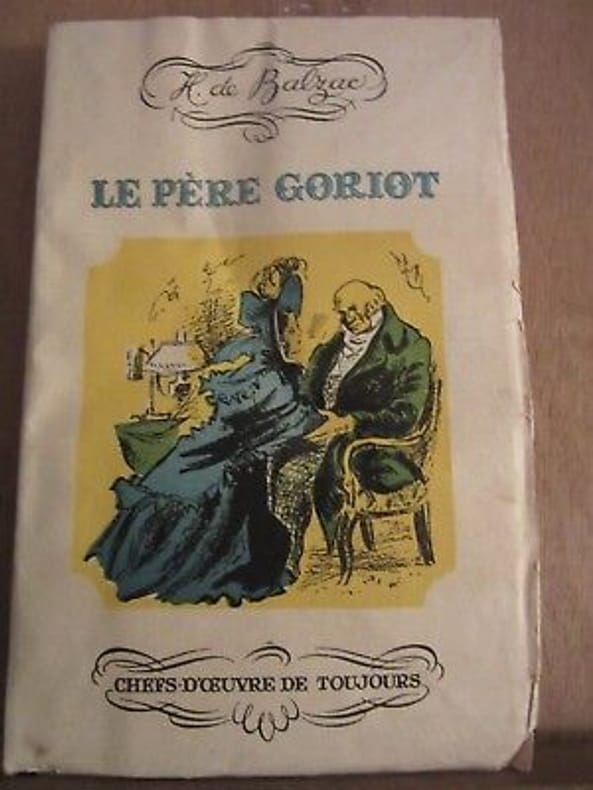 H. de Balzac
LE PÈRE GORIOT
CHEFS-D'ŒUVRE DE TOUJOURS